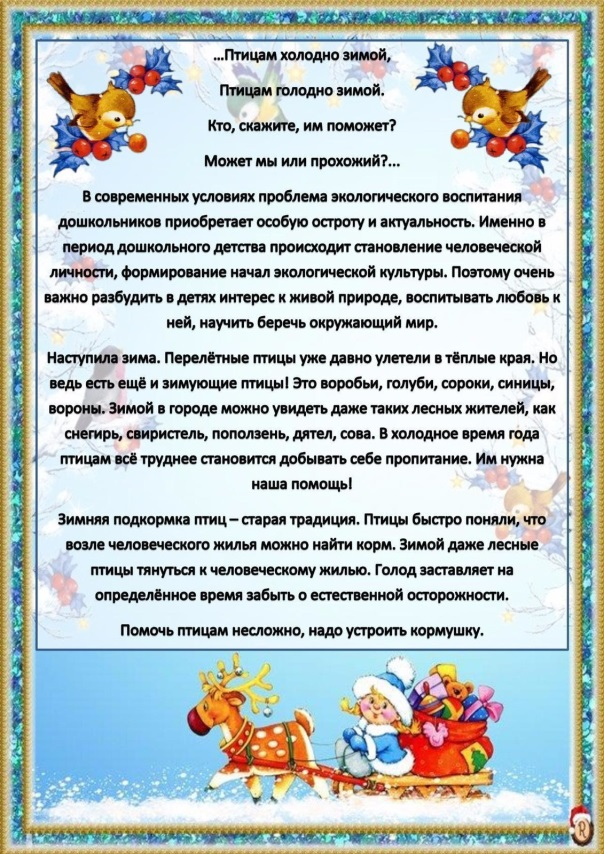 ...Птицам холодно зимой,
Птицам голодно зимой.
Кто, скажите, им поможет?
Может мы или прохожий?...
В современных условиях проблема экологического воспитания
дошкольников приобретает особую остроту и актуальность. Именно в
период дошкольного детства происходит становление человеческой
личности, формирование начал экологической культуры. Поэтому очень
важно разбудить в детях интерес к живой природе, воспитывать любовь к
ней, научить беречь окружающий мир.
Наступила зима. Перелётные птицы уже давно улетели в тёплые края. Но
ведь есть ещё и зимующие птицы! Это воробьи, голуби, сороки, синицы,
вороны. Зимой в городе можно увидеть даже таких лесных жителей, как
снегирь, свиристель, поползень, дятел, сова. В холодное время года
птицам всё труднее становится добывать себе пропитание. Им нужна
наша помощь!
Зимняя подкормка птиц – старая традиция. Птицы быстро поняли, что
возле человеческого жилья можно найти корм. Зимой даже лесные
птицы тянуться к человеческому жилью. Голод заставляет на
определённое время забыть о естественной осторожности.
Помочь птицам несложно, надо устроить кормушку.
R